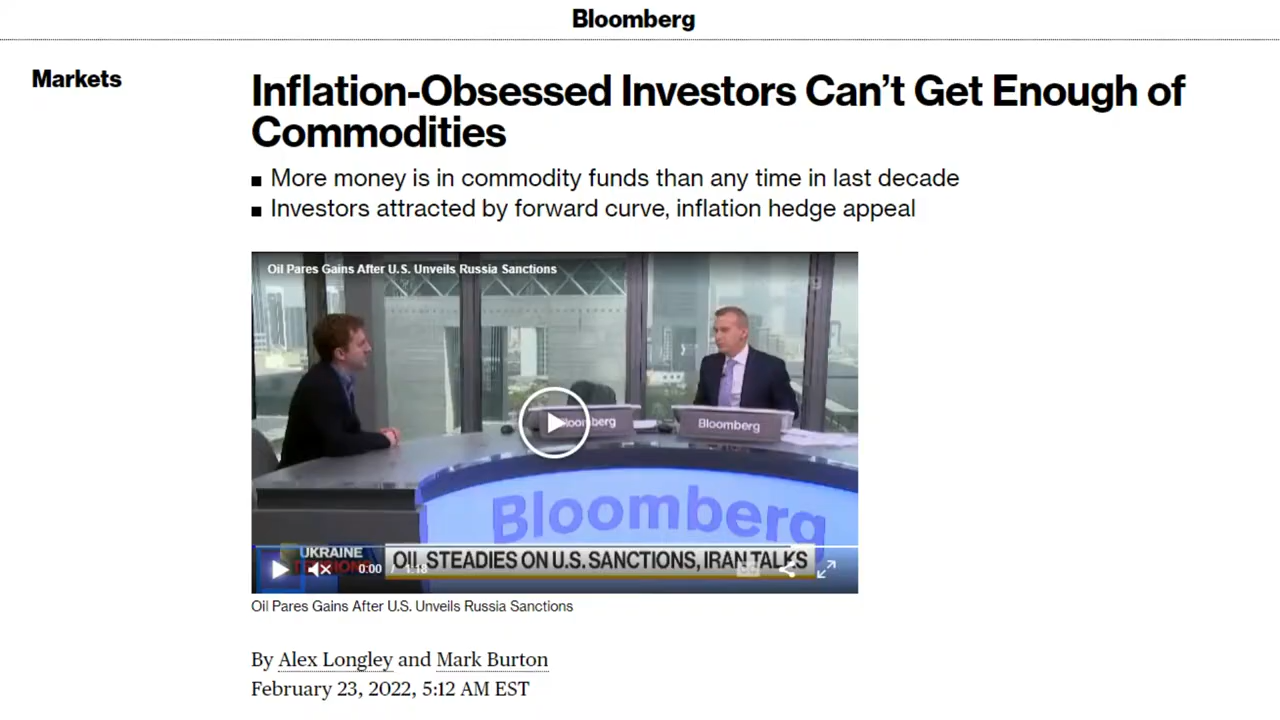 Bloomberg
Markets
Inflation-Obsessed Investors Can't Get Enough of
Commodities
■ More money is in commodity funds than any time in last decade
■ Investors attracted by forward curve, inflation hedge appeal
Oil Pares Gains After U.S. Unveils Russia Sanctions
Bloomberg
Bloomberg
Bloomberg
UKRAINE
OIL STEADIES ON U.S. SANCTIONS, IRAN TALKS
0:00 / 1:18
Oil Pares Gains After U.S. Unveils Russia Sanctions
By Alex Longley and Mark Burton
February 23, 2022, 5:12 AM EST